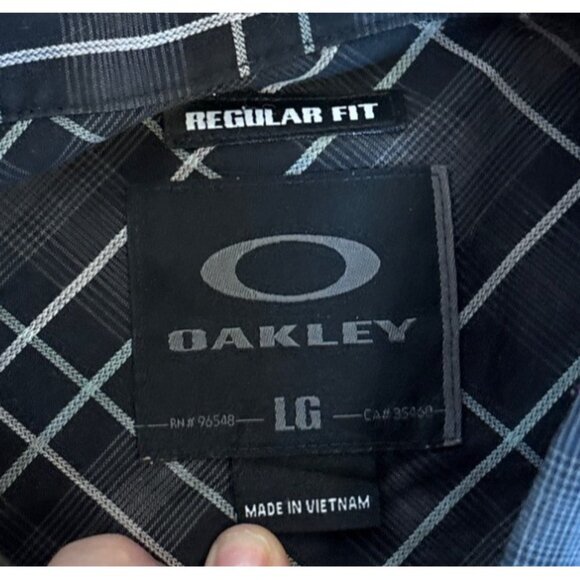 REGULAR FIT
OAKLEY
RN# 96548 LG CA# 35460
MADE IN VIETNAM